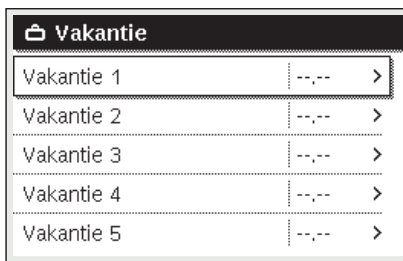 Vakantie
Vakantie 1 --.-- >
Vakantie 2 --.-- >
Vakantie 3 --.-- >
Vakantie 4 --.-- >
Vakantie 5 --.-- >